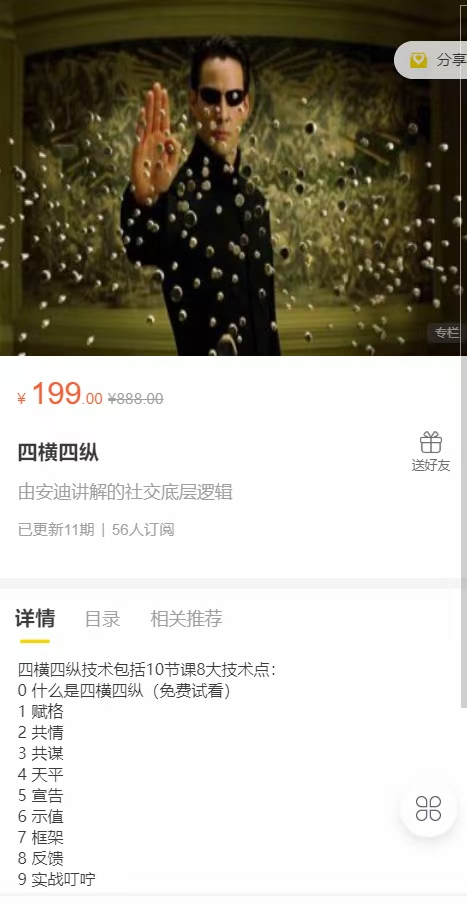 分享
专栏
¥ 199.00 ¥888.00
四横四纵
送好友
由安迪讲解的社交底层逻辑
已更新11期 | 56人订阅
详情 目录 相关推荐
四横四纵技术包括10节课8大技术点：
0 什么是四横四纵（免费试看）
1 赋格
2 共情
3 共谋
4 天平
5 宣告
6 示值
7 框架
8 反馈
9 实战叮咛